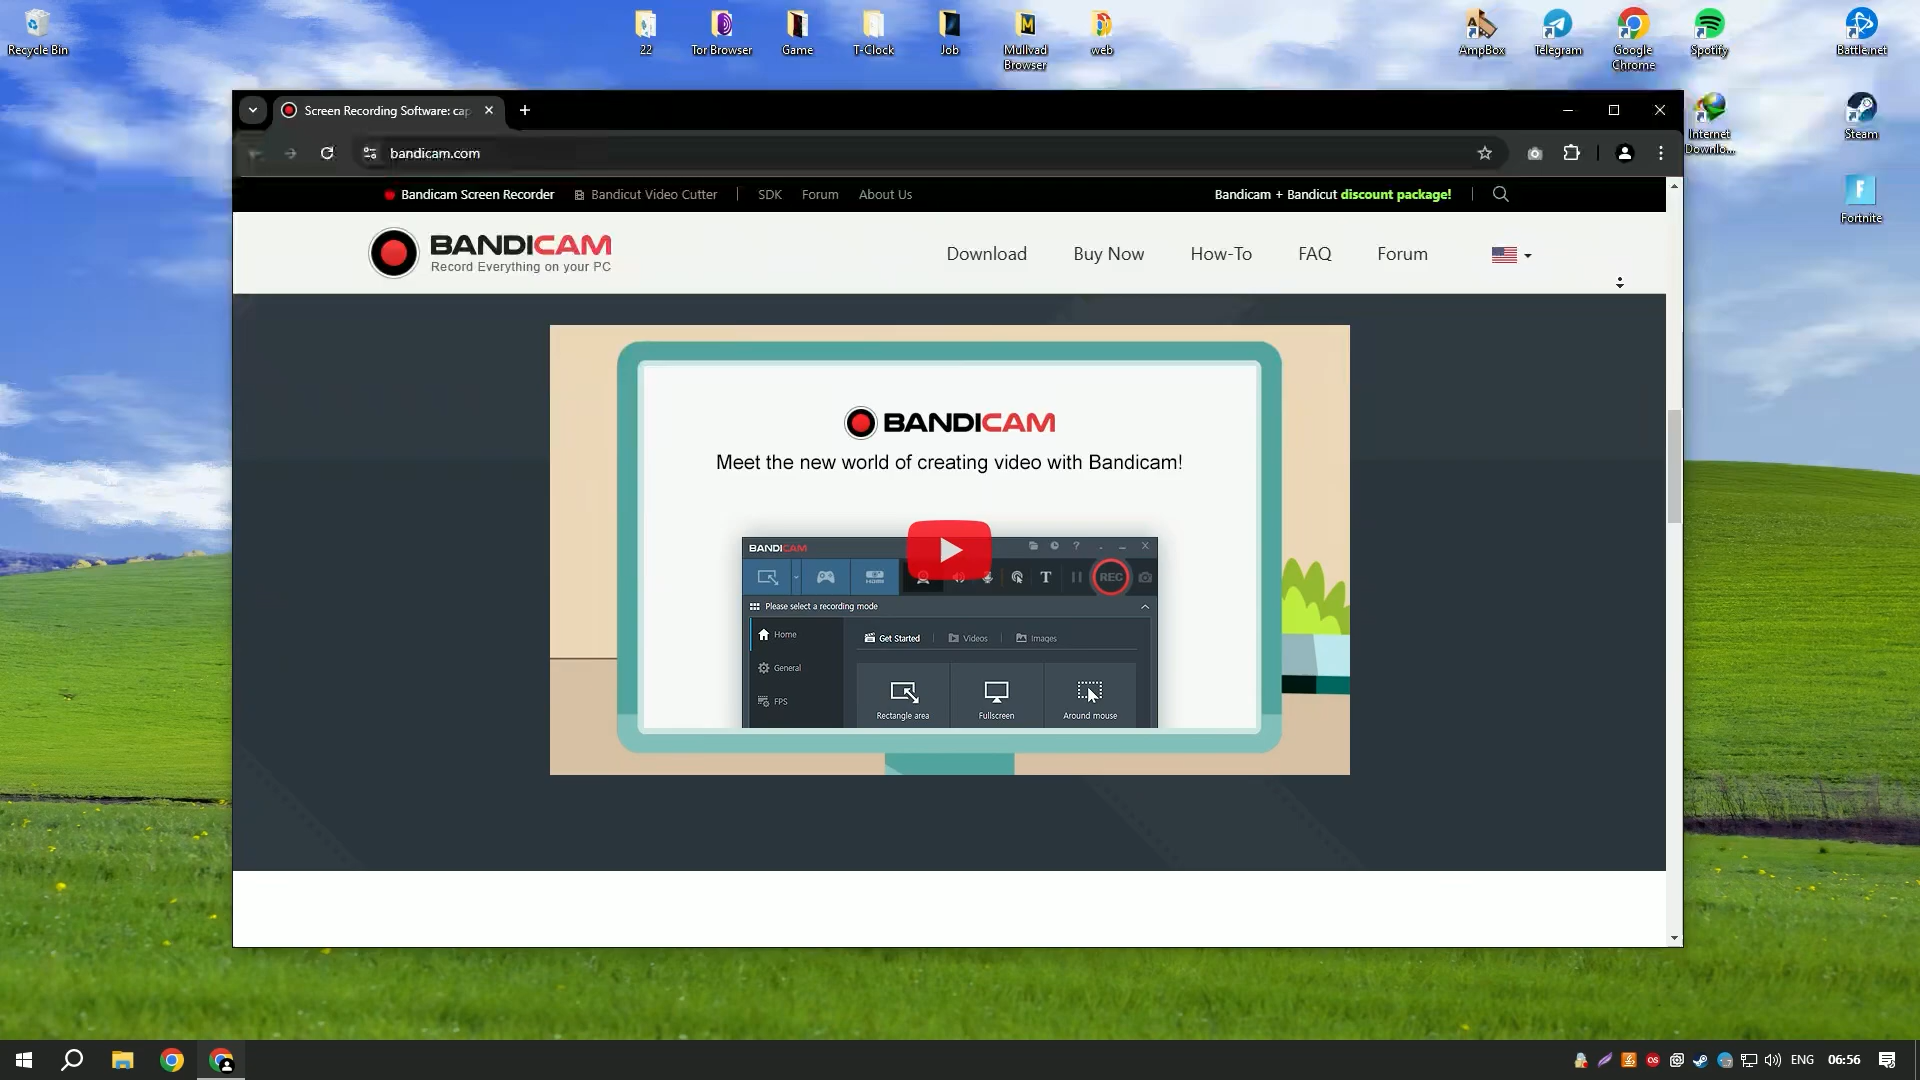 Recycle Bin
22
Tor Browser
Game
T-Clock
Job
Mullvad
Browser
web
AmpBox
Telegram
Google
Chrome
Spotify
Battle.net
Internet
Downlo...
Steam
Fortnite
Screen Recording Software: cap
bandicam.com
Bandicam Screen Recorder
Bandicut Video Cutter
SDK
Forum
About Us
Bandicam + Bandicut discount package!
BANDICAM
Record Everything on your PC
Download
Buy Now
How-To
FAQ
Forum
BANDICAM
Meet the new world of creating video with Bandicam!
BANDICAM
HDMI
T
REC
Please select a recording mode
Home
Get Started
Videos
Images
General
FPS
Rectangle area
Fullscreen
Around mouse
ENG
06:56